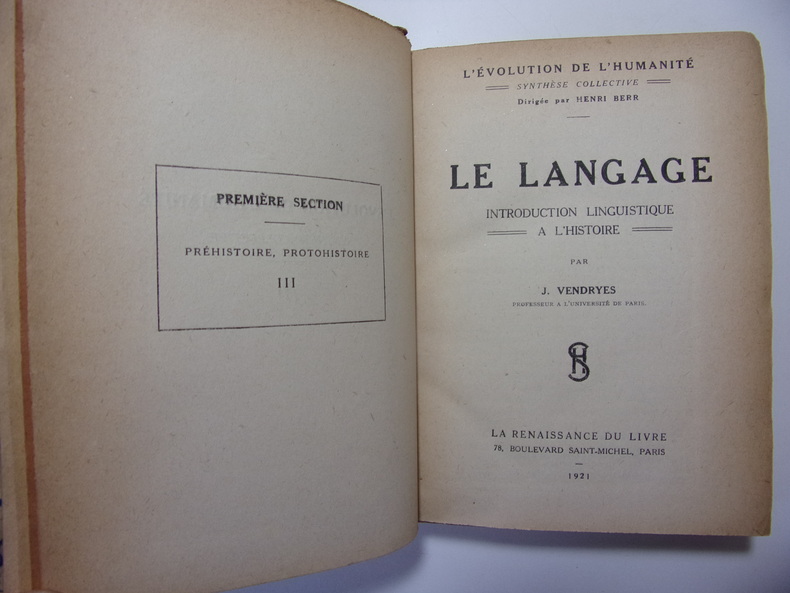 PREMIÈRE SECTION
PRÉHISTOIRE, PROTOHISTOIRE
III
L'ÉVOLUTION DE L'HUMANITÉ
SYNTHÈSE COLLECTIVE
Dirigée par HENRI BERR
LE LANGAGE
INTRODUCTION LINGUISTIQUE
A L'HISTOIRE
PAR
J. VENDRYES
PROFESSEUR A L'UNIVERSITÉ DE PARIS.
LA RENAISSANCE DU LIVRE
78, BOULEVARD SAINT-MICHEL, PARIS
1921